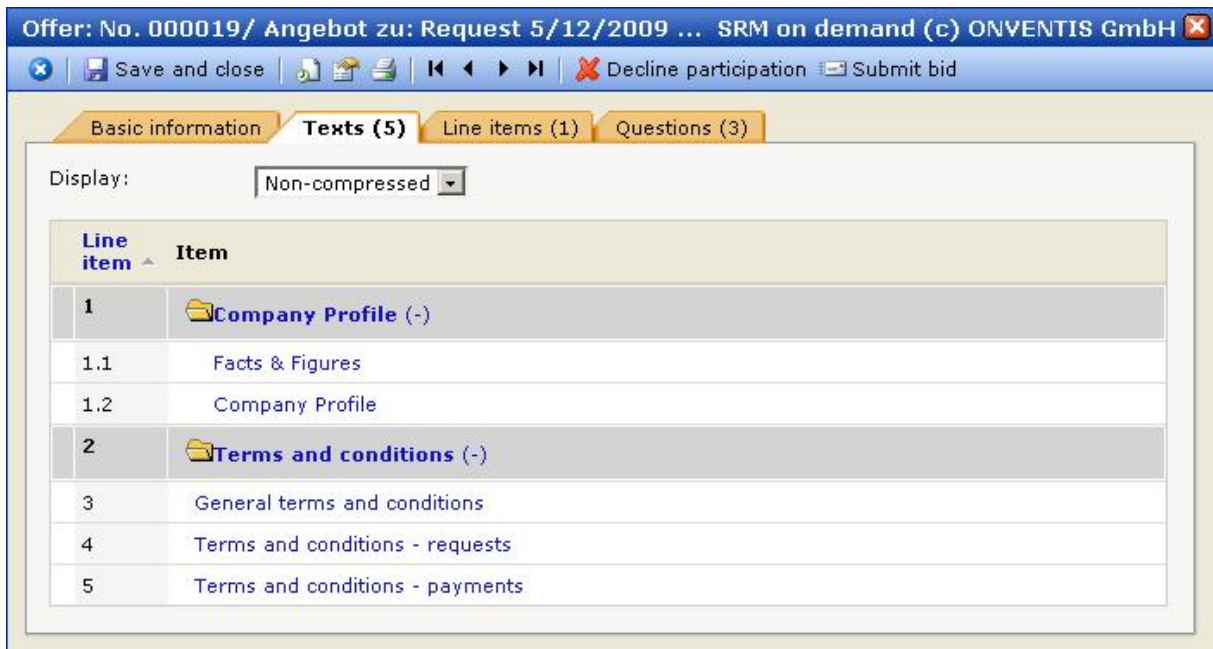 Offer: No. 000019/ Angebot zu: Request 5/12/2009 ... SRM on demand (c) ONVENTIS GmbH
Save and close Decline participation Submit bid
Basic information Texts (5) Line items (1) Questions (3)
Display: Non-compressed
Line item Item
1 Company Profile (-)
1.1 Facts & Figures
1.2 Company Profile
2 Terms and conditions (-)
3 General terms and conditions
4 Terms and conditions - requests
5 Terms and conditions - payments